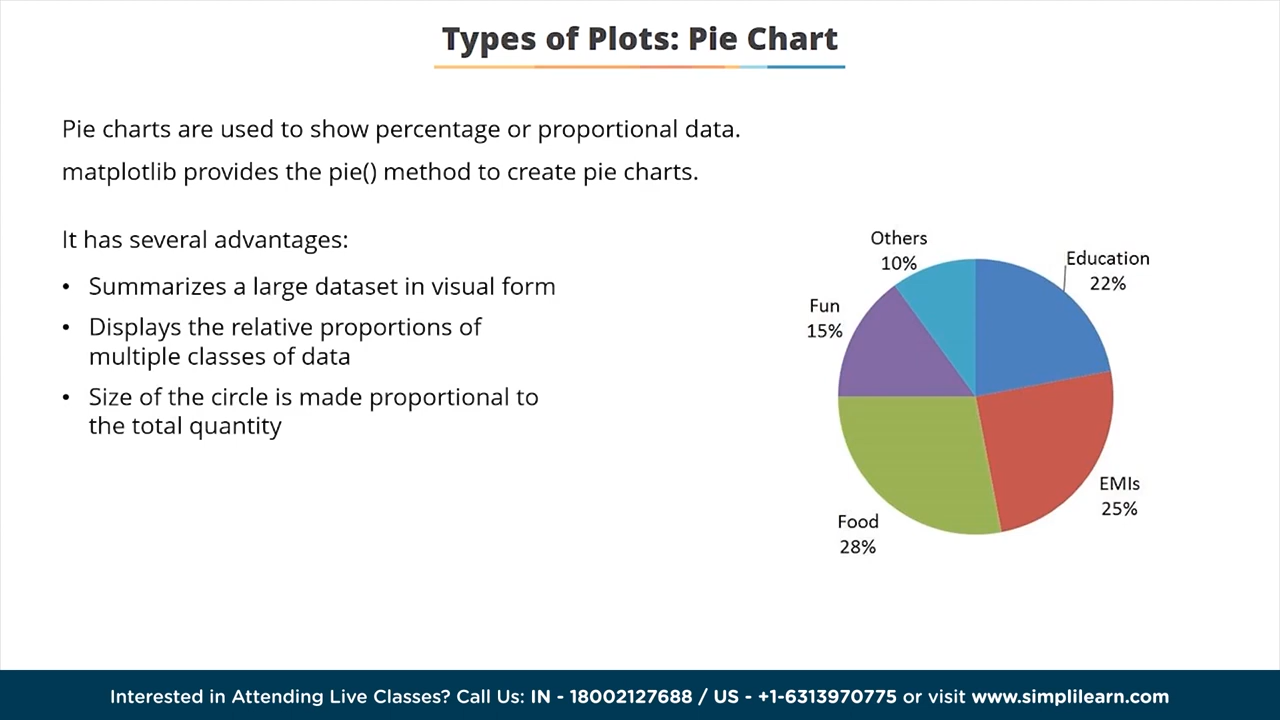 Types of Plots: Pie Chart
Pie charts are used to show percentage or proportional data.
matplotlib provides the pie() method to create pie charts.
It has several advantages:
• Summarizes a large dataset in visual form
• Displays the relative proportions of
multiple classes of data
• Size of the circle is made proportional to
the total quantity
Others
10%
Education
22%
Fun
15%
EMIs
25%
Food
28%
Interested in Attending Live Classes? Call Us: IN - 18002127688 / US - +1-6313970775 or visit www.simplilearn.com